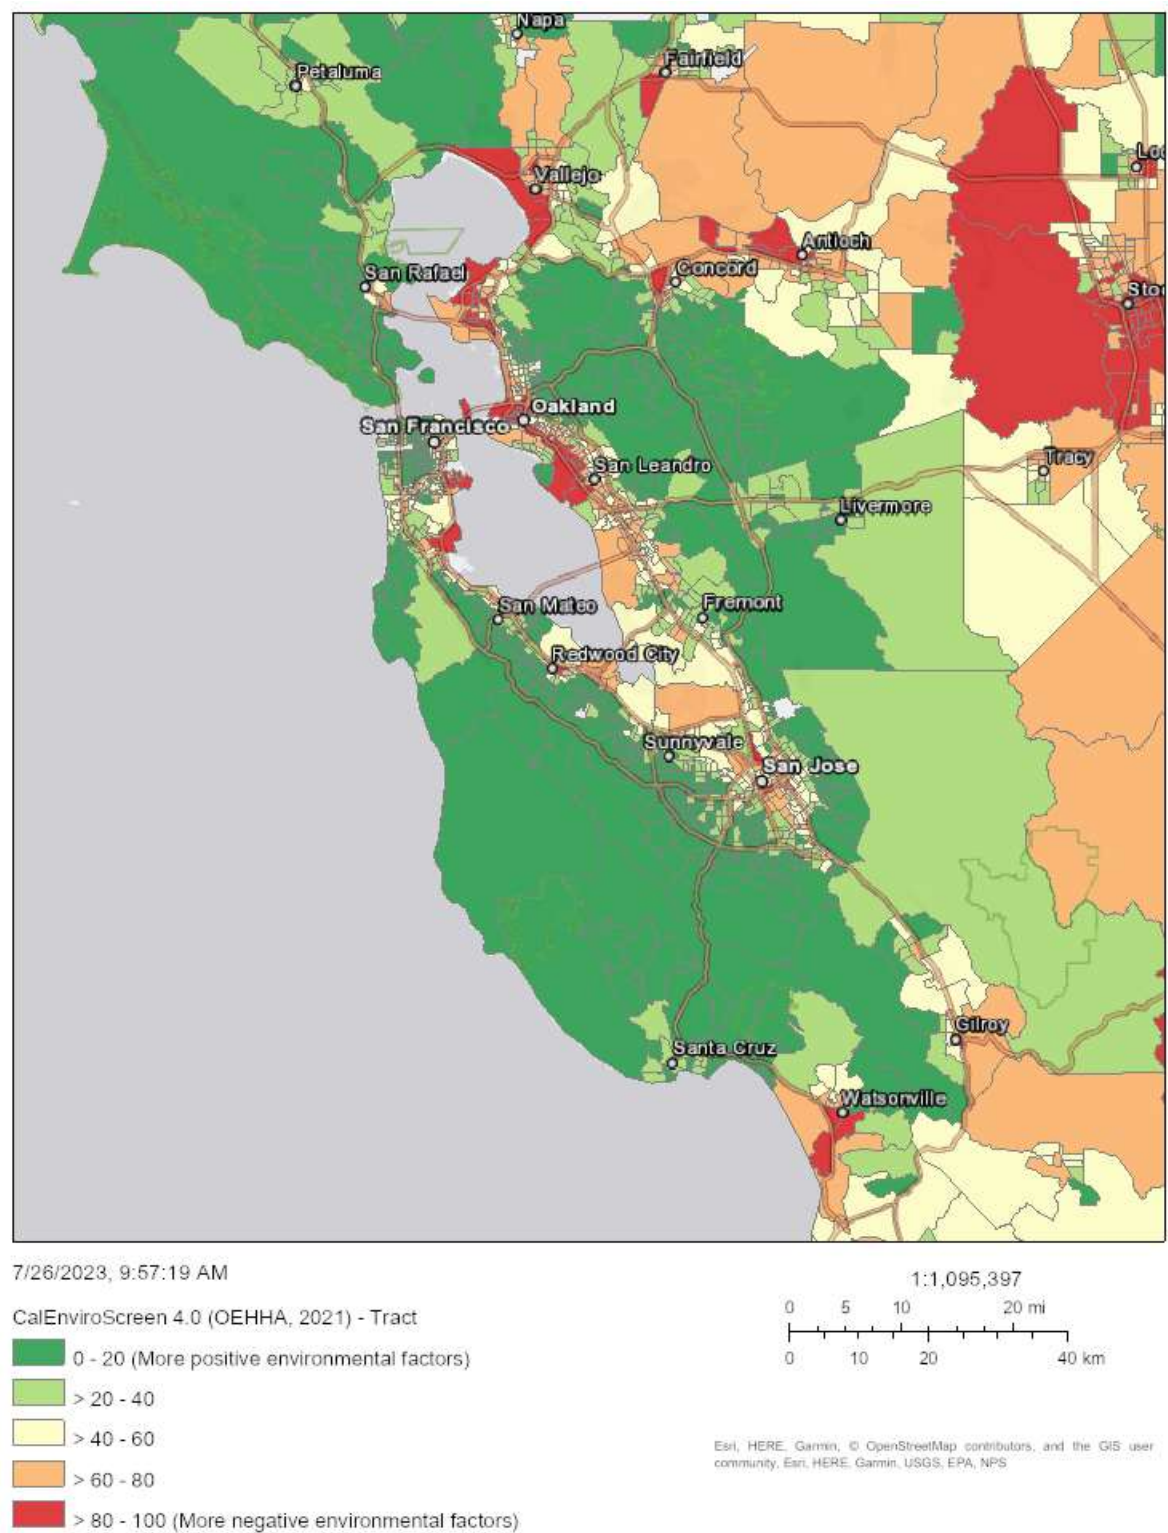 Napa
Fairfield
Petaluma
Vallejo
Antioch
San Rafael
Concord
Oakland
San Francisco
San Leandro
Tracy
Livermore
San Mateo
Fremont
Redwood City
Sunnyvale
San Jose
Gilroy
Santa Cruz
Watsonville
7/26/2023, 9:57:19 AM
1:1,095,397
0 5 10 20 mi
0 10 20 40 km
CalEnviroScreen 4.0 (OEHHA, 2021) - Tract
0 - 20 (More positive environmental factors)
> 20 - 40
> 40 - 60
> 60 - 80
> 80 - 100 (More negative environmental factors)
Esri, HERE, Garmin, © OpenStreetMap contributors, and the GIS user
community, Esri, HERE, Garmin, USGS, EPA, NPS